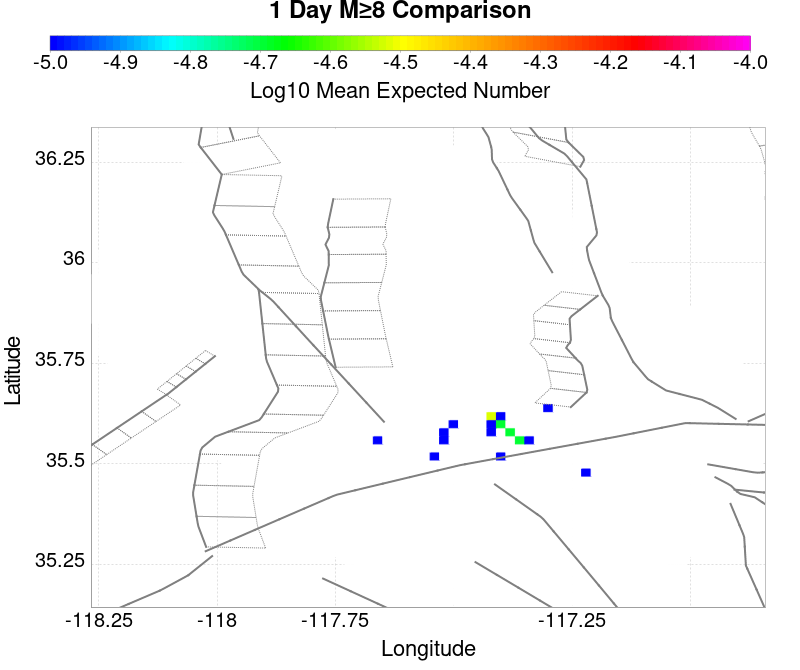 1 Day M≥8 Comparison
-5.0 -4.9 -4.8 -4.7 -4.6 -4.5 -4.4 -4.3 -4.2 -4.1 -4.0
Log10 Mean Expected Number
36.25
36
35.75
35.5
35.25
Latitude
-118.25 -118 -117.75 -117.25
Longitude